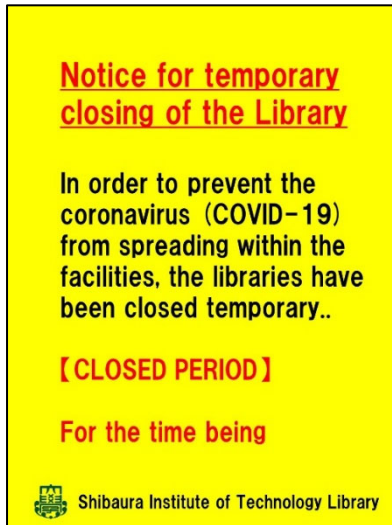 Notice for temporary
closing of the Library
In order to prevent the
coronavirus (COVID-19)
from spreading within the
facilities, the libraries have
been closed temporary..
【CLOSED PERIOD】
For the time being
Shibaura Institute of Technology Library